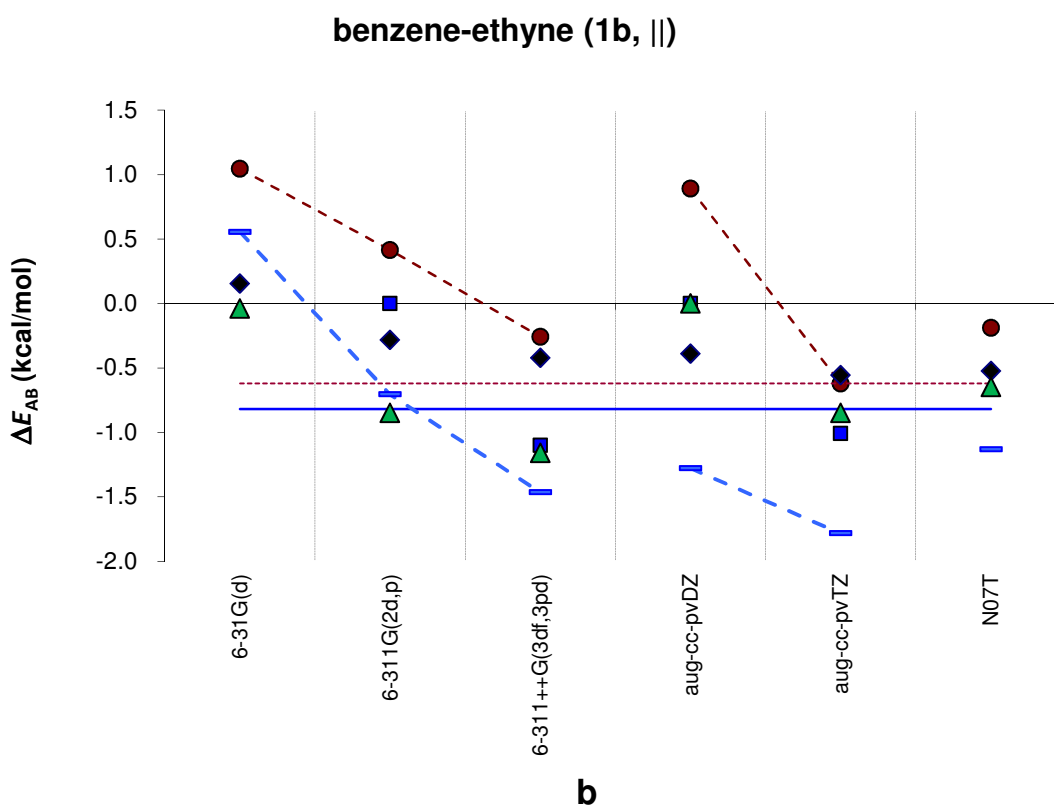 benzene-ethyne (1b, ||)
1.5
1.0
0.5
0.0
-0.5
-1.0
-1.5
-2.0
ΔE_AB (kcal/mol)
6-31G(d)
6-311G(2d,p)
6-311++G(3df,3pd)
aug-cc-pvDZ
aug-cc-pvTZ
N07T
b